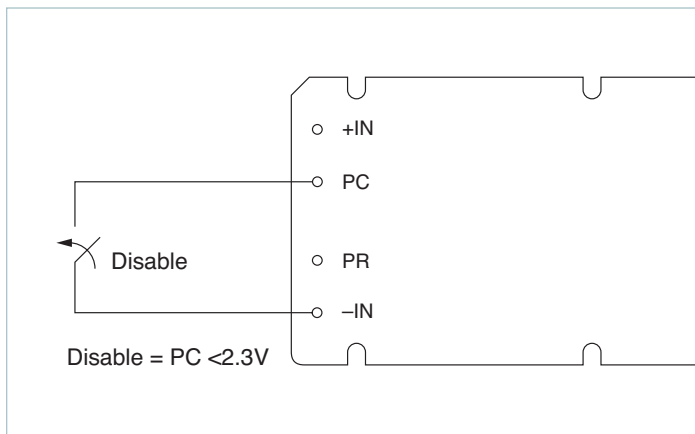 +IN
PC
Disable
PR
–IN
Disable = PC <2.3V